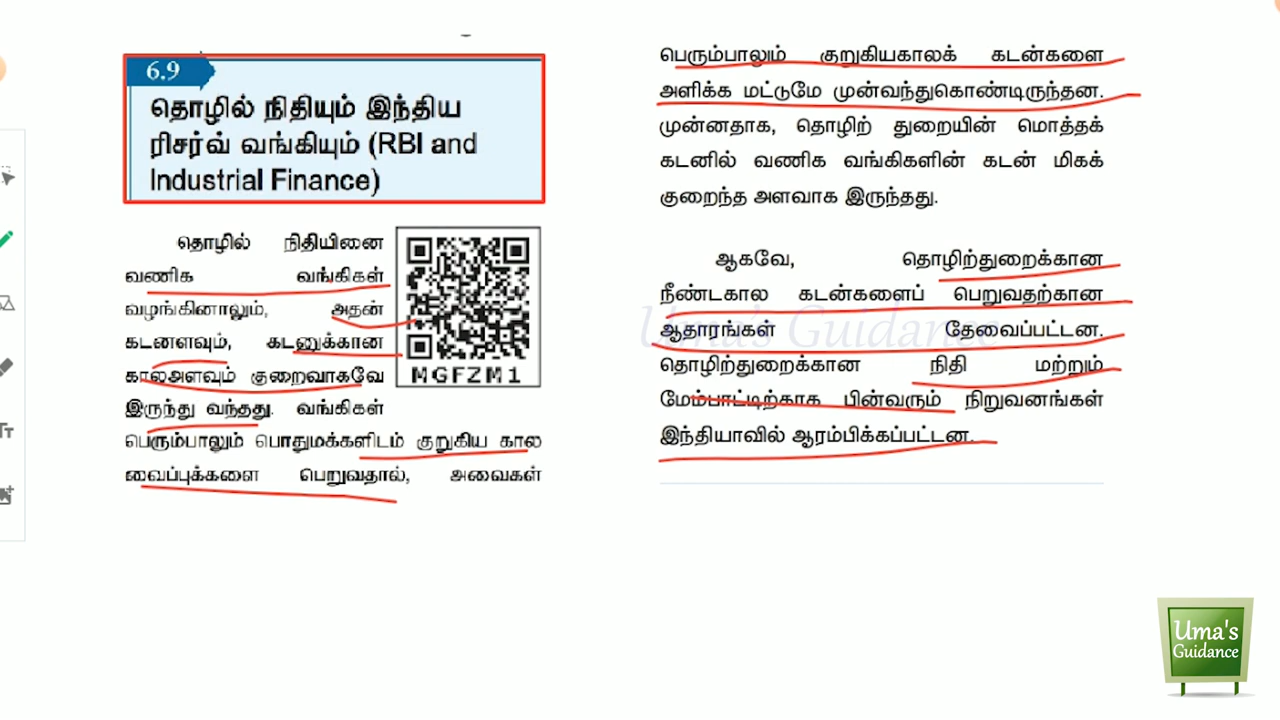 6.9
தொழில் நிதியும் இந்திய
ரிசர்வ் வங்கியும் (RBI and
Industrial Finance)
தொழில் நிதியினை
வணிக வங்கிகள்
வழங்கினாலும், அதன்
கடனளவும், கடனுக்கான
காலஅளவும் குறைவாகவே
இருந்து வந்தது. வங்கிகள்
பெரும்பாலும் பொதுமக்களிடம் குறுகிய கால
வைப்புக்களை பெறுவதால், அவைகள்
MGFZM1
பெரும்பாலும் குறுகியகாலக் கடன்களை
அளிக்க மட்டுமே முன்வந்துகொண்டிருந்தன.
முன்னதாக, தொழிற் துறையின் மொத்தக்
கடனில் வணிக வங்கிகளின் கடன் மிகக்
குறைந்த அளவாக இருந்தது.
ஆகவே, தொழிற்துறைக்கான
நீண்டகால கடன்களைப் பெறுவதற்கான
ஆதாரங்கள் தேவைப்பட்டன.
தொழிற்துறைக்கான நிதி மற்றும்
மேம்பாட்டிற்காக பின்வரும் நிறுவனங்கள்
இந்தியாவில் ஆரம்பிக்கப்பட்டன.
Uma's Guidance
Uma's
Guidance